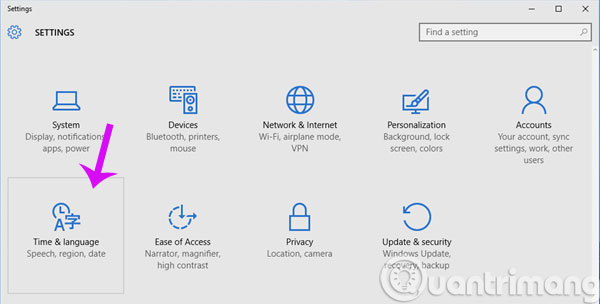 Settings
SETTINGS
Find a setting
System
Display, notifications,
apps, power
Devices
Bluetooth, printers,
mouse
Network & Internet
Wi-Fi, airplane mode,
VPN
Personalization
Background, lock
screen, colors
Accounts
Your account, sync
settings, work, other
users
Time & language
Speech, region, date
Ease of Access
Narrator, magnifier,
high contrast
Privacy
Location, camera
Update & security
Windows Update,
recovery, backup
Quantrimang